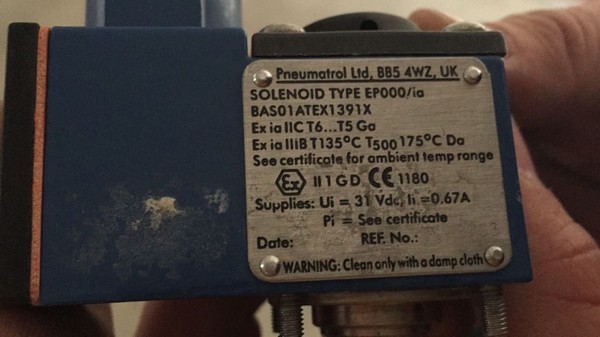 Pneumatrol Ltd, BB5 4WZ, UK
SOLENOID TYPE EP000/ia
BAS01ATEX1391X
Ex ia IIC T6...T5 Ga
Ex ia IIIB T135°C T500 175°C Da
See certificate for ambient temp range
Ex II 1 G D CE 1180
Supplies: Ui = 31 Vdc, Ii = 0.67A
Pi = See certificate
Date: REF. No.:
WARNING: Clean only with a damp cloth